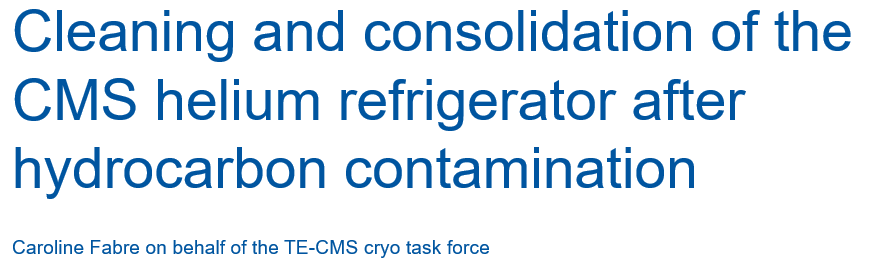 Cleaning and consolidation of the
CMS helium refrigerator after
hydrocarbon contamination
Caroline Fabre on behalf of the TE-CMS cryo task force